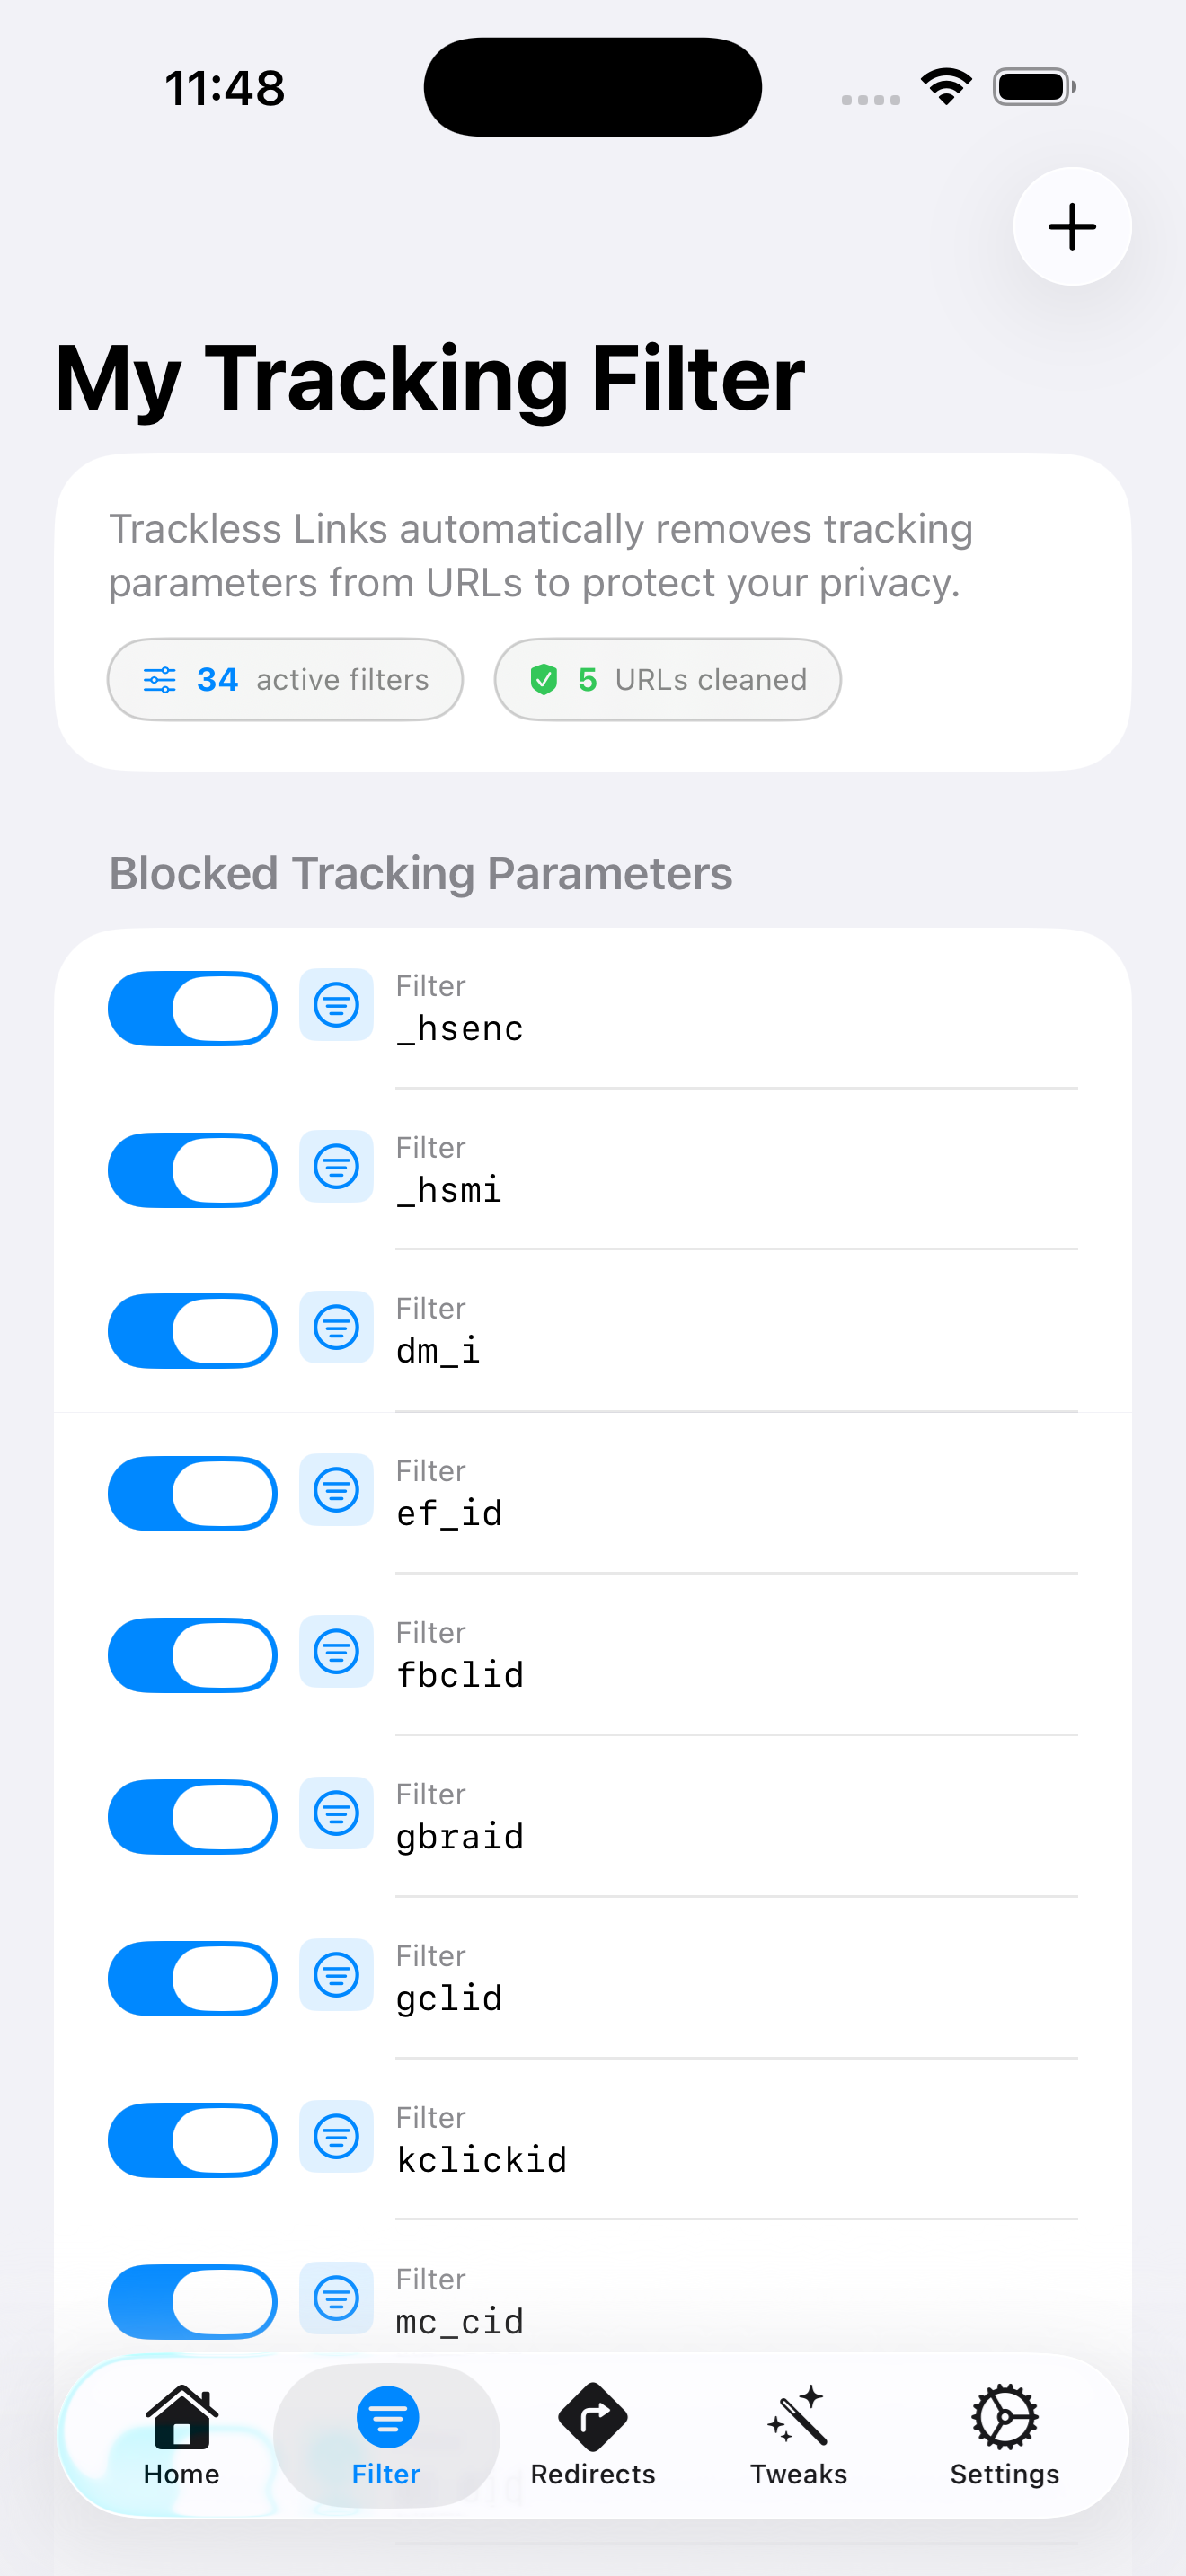 11:48
My Tracking Filter
Trackless Links automatically removes tracking
parameters from URLs to protect your privacy.
34 active filters
5 URLs cleaned
Blocked Tracking Parameters
Filter
_hsenc
Filter
_hsmi
Filter
dm_i
Filter
ef_id
Filter
fbclid
Filter
gbraid
Filter
gclid
Filter
kclickid
Filter
mc_cid
Home
Filter
Redirects
Tweaks
Settings